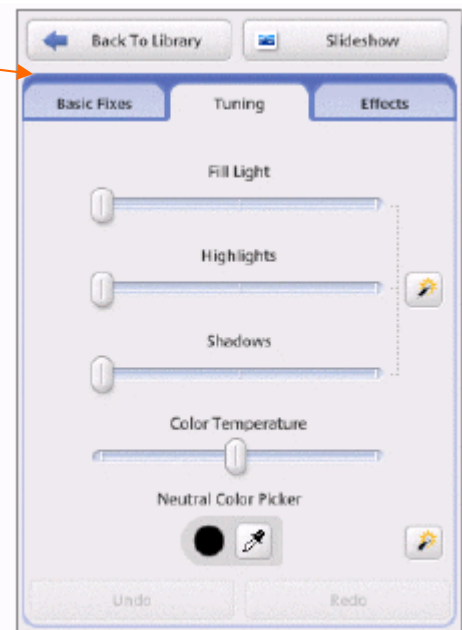 Back To Library Slideshow
Basic Fixes Tuning Effects
Fill Light
Highlights
Shadows
Color Temperature
Neutral Color Picker
Undo Redo